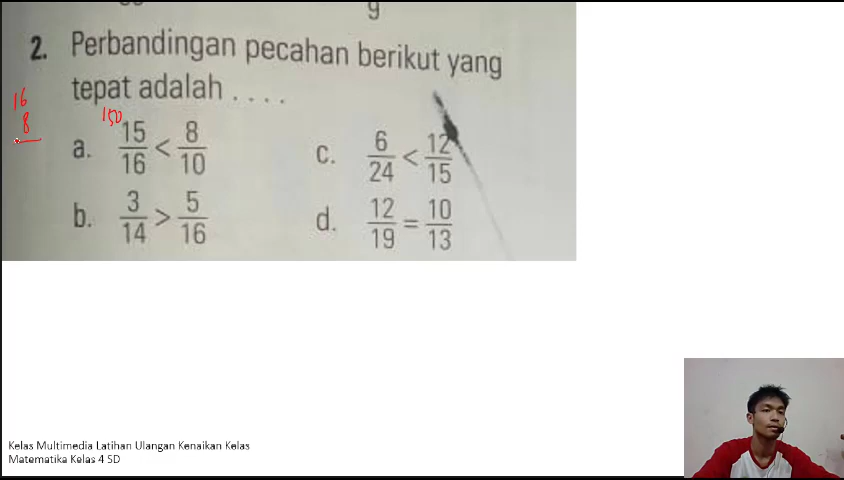 g
2. Perbandingan pecahan berikut yang
tepat adalah . . . .
16
8
150
a. 15/16 < 8/10
b. 3/14 > 5/16
c. 6/24 < 12/15
d. 12/19 = 10/13
Kelas Multimedia Latihan Ulangan Kenaikan Kelas
Matematika Kelas 4 SD